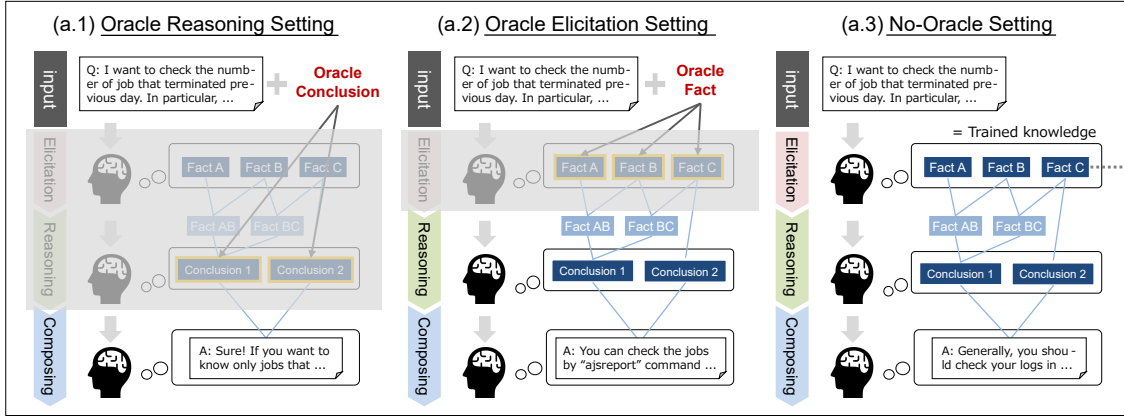 (a.1) Oracle Reasoning Setting
input
Q: I want to check the numb-
er of job that terminated pre-
vious day. In particular, ...
+
Oracle
Conclusion
Elicitation
Fact A
Fact B
Fact C
Reasoning
Fact AB
Fact BC
Conclusion 1
Conclusion 2
Composing
A: Sure! If you want to
know only jobs that ...
(a.2) Oracle Elicitation Setting
input
Q: I want to check the numb-
er of job that terminated pre-
vious day. In particular, ...
+
Oracle
Fact
Elicitation
Fact A
Fact B
Fact C
Reasoning
Fact AB
Fact BC
Conclusion 1
Conclusion 2
Composing
A: You can check the jobs
by “ajsreport” command ...
(a.3) No-Oracle Setting
input
Q: I want to check the numb-
er of job that terminated pre-
vious day. In particular, ...
= Trained knowledge
Elicitation
Fact A
Fact B
Fact C
Reasoning
Fact AB
Fact BC
Conclusion 1
Conclusion 2
Composing
A: Generally, you shou -
ld check your logs in ...